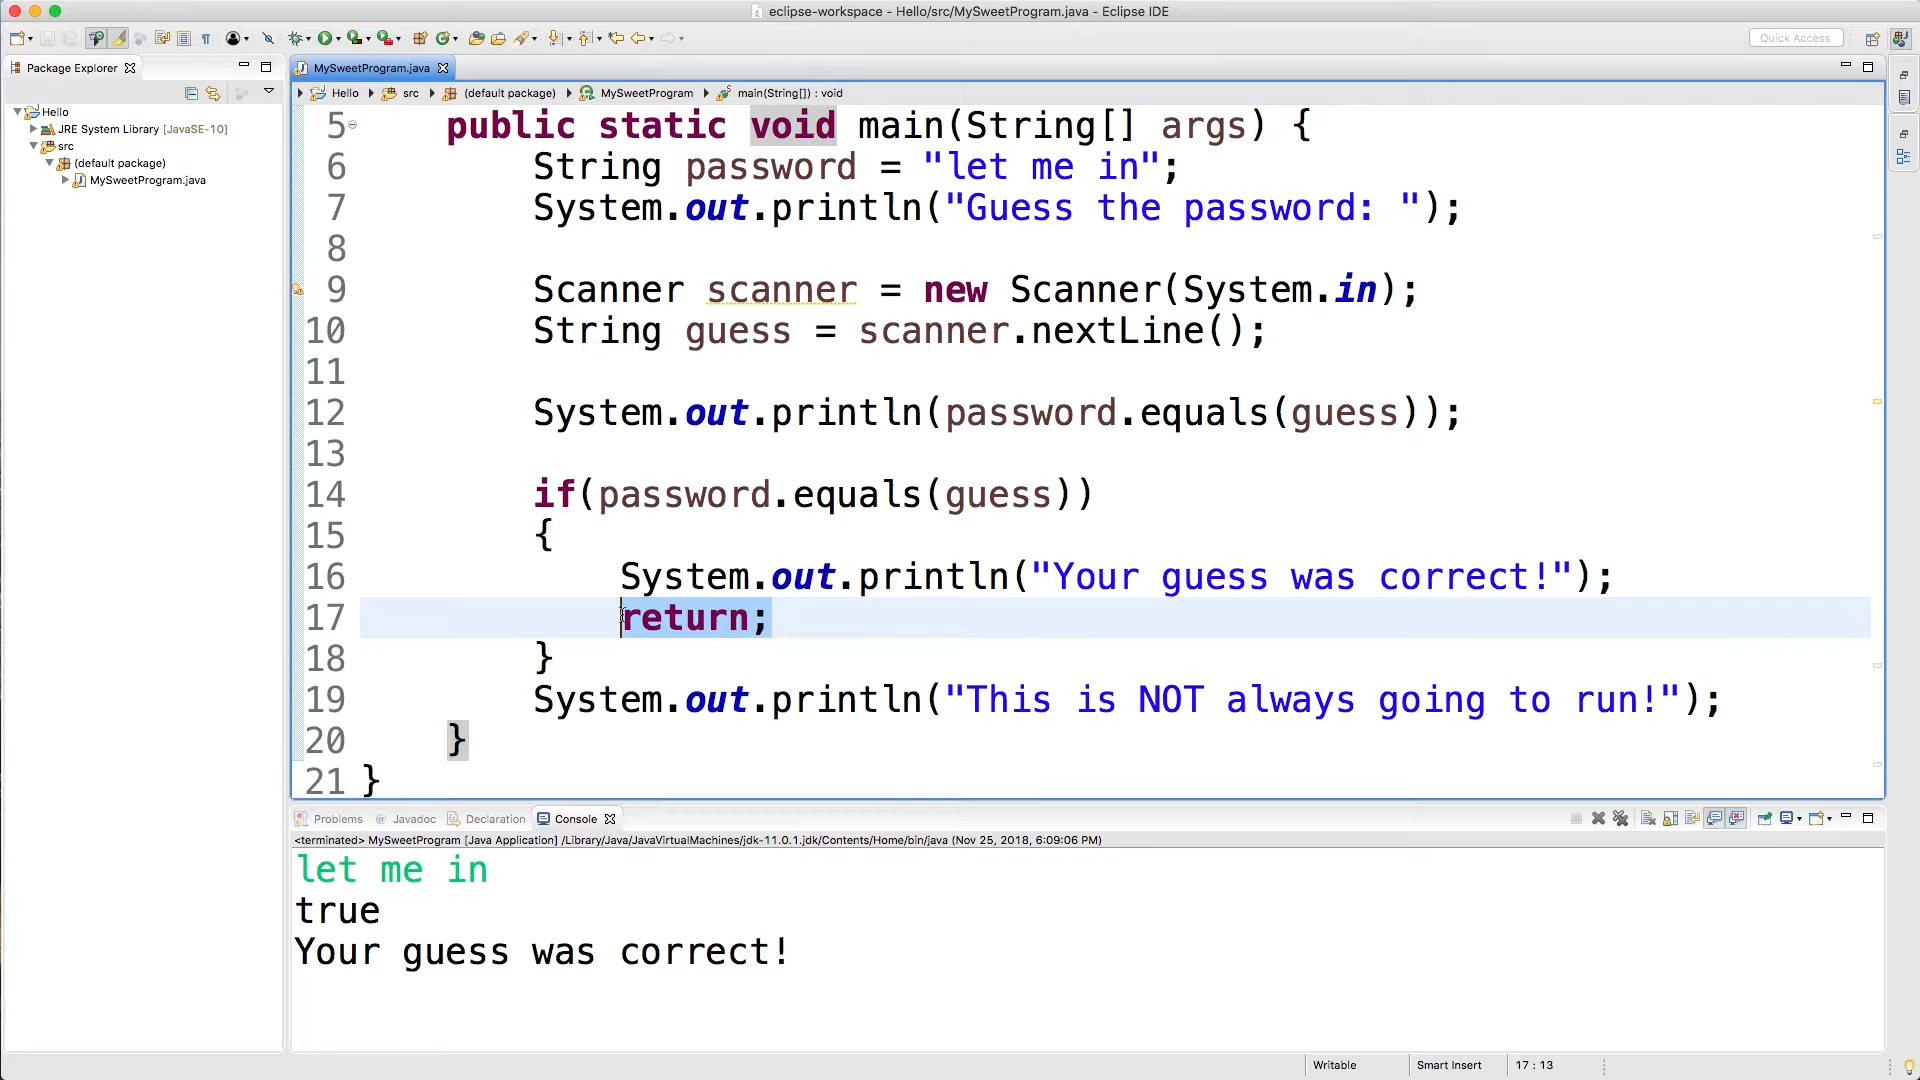 eclipse-workspace - Hello/src/MySweetProgram.java - Eclipse IDE
Quick Access
Package Explorer
MySweetProgram.java
Hello src (default package) MySweetProgram main(String[]) : void
Hello
JRE System Library [JavaSE-10]
src
(default package)
MySweetProgram.java
5 public static void main(String[] args) {
6 String password = "let me in";
7 System.out.println("Guess the password: ");
8
9 Scanner scanner = new Scanner(System.in);
10 String guess = scanner.nextLine();
11
12 System.out.println(password.equals(guess));
13
14 if(password.equals(guess))
15 {
16 System.out.println("Your guess was correct!");
17 return;
18 }
19 System.out.println("This is NOT always going to run!");
20 }
21 }
Problems @ Javadoc Declaration Console
<terminated> MySweetProgram [Java Application] /Library/Java/JavaVirtualMachines/jdk-11.0.1.jdk/Contents/Home/bin/java (Nov 25, 2018, 6:09:06 PM)
let me in
true
Your guess was correct!
Writable Smart Insert 17 : 13